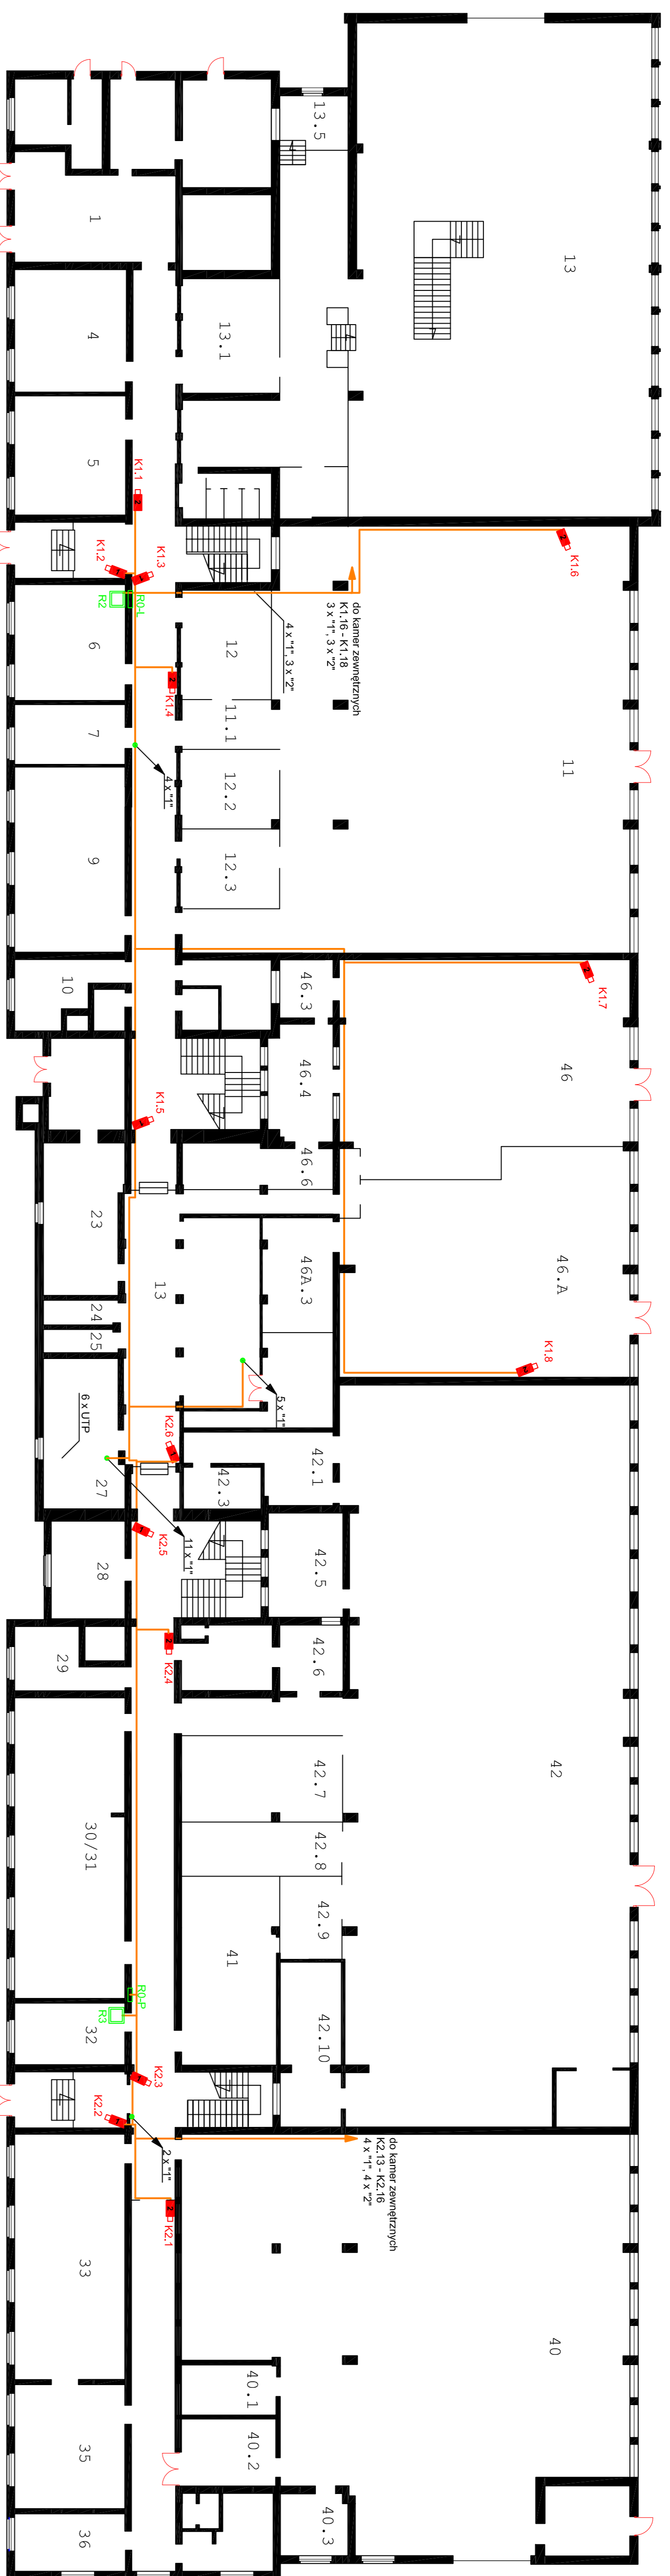 13.5
13
1
4
13.1
5
K1.1
K1.2
K1.3
K1.6
R2
R0-L
do kamer zewnętrznych
K1.16 - K1.18
3 x "1", 3 x "2"
4 x "1", 3 x "2"
6
12
K1.4
11.1
7
4 x "1"
12.2
11
9
12.3
10
46.3
K1.7
46
46.4
K1.5
46.6
23
13
46A.3
46.A
24
25
K1.8
5 x "1"
6 x UTP
K2.6
42.1
27
42.3
11 x "1"
K2.5
28
42.5
29
K2.4
42.6
42.7
42
30/31
42.8
42.9
41
R0-P
R3
32
42.10
K2.3
K2.2
2 x "1"
do kamer zewnętrznych
K2.13 - K2.16
4 x "1", 4 x "2"
K2.1
33
40
40.1
35
40.2
36
40.3